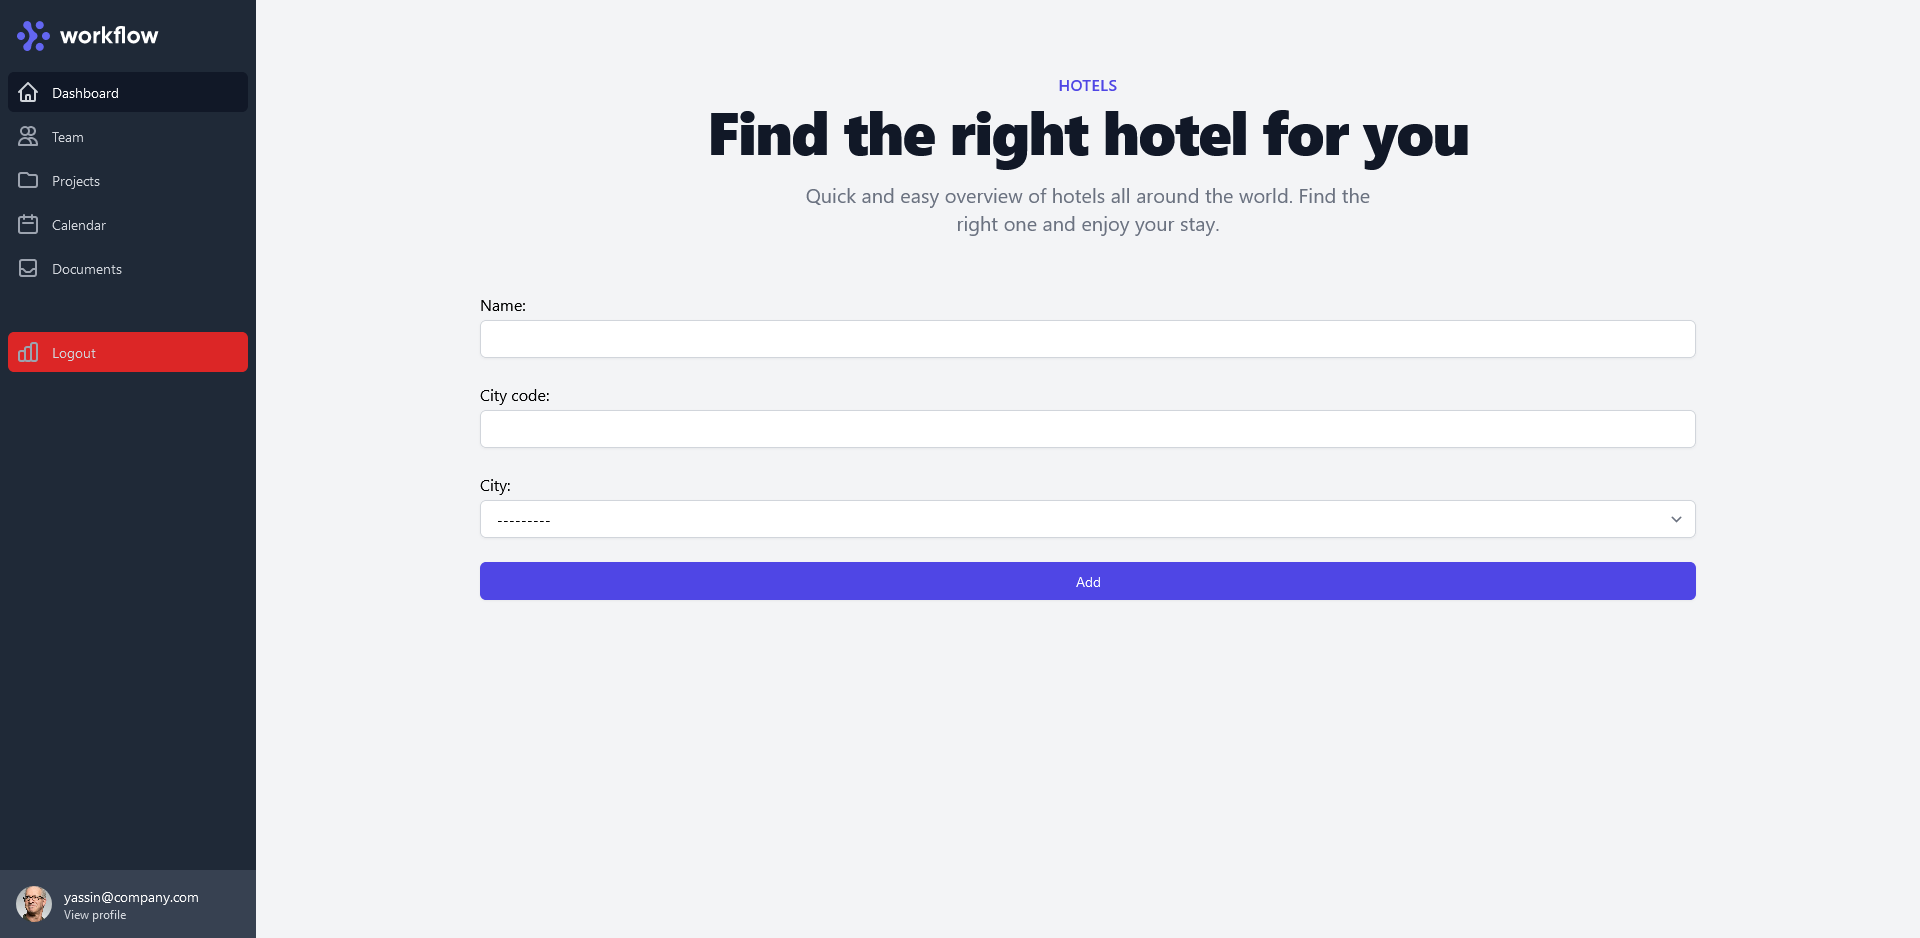 workflow
Dashboard
Team
Projects
Calendar
Documents
Logout
yassin@company.com
View profile
HOTELS
Find the right hotel for you
Quick and easy overview of hotels all around the world. Find the
right one and enjoy your stay.
Name:
City code:
City:
---------
Add